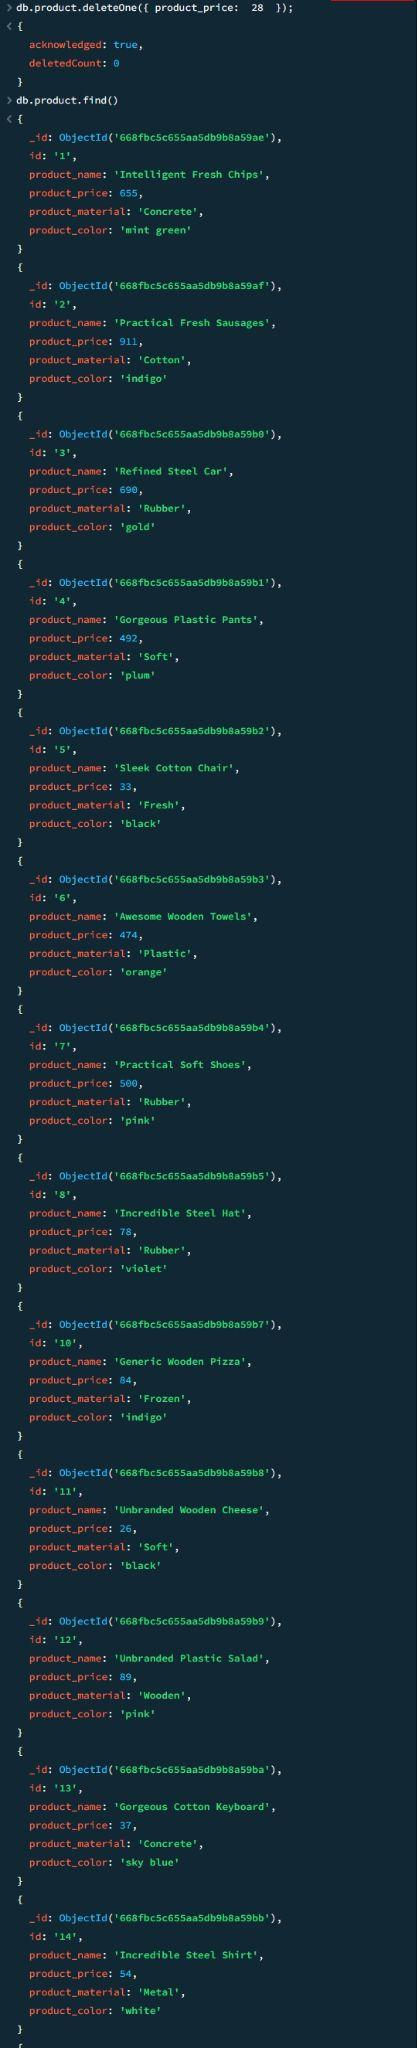 > db.product.deleteOne({ product_price:  28  });
< {
acknowledged: true,
deletedCount: 0
}
> db.product.find()
< {
_id: ObjectId('668fbc5c655aa5db9b8a59ae'),
id: '1',
product_name: 'Intelligent Fresh Chips',
product_price: 655,
product_material: 'Concrete',
product_color: 'mint green'
}
{
_id: ObjectId('668fbc5c655aa5db9b8a59af'),
id: '2',
product_name: 'Practical Fresh Sausages',
product_price: 911,
product_material: 'Cotton',
product_color: 'indigo'
}
{
_id: ObjectId('668fbc5c655aa5db9b8a59b0'),
id: '3',
product_name: 'Refined Steel Car',
product_price: 690,
product_material: 'Rubber',
product_color: 'gold'
}
{
_id: ObjectId('668fbc5c655aa5db9b8a59b1'),
id: '4',
product_name: 'Gorgeous Plastic Pants',
product_price: 492,
product_material: 'Soft',
product_color: 'plum'
}
{
_id: ObjectId('668fbc5c655aa5db9b8a59b2'),
id: '5',
product_name: 'Sleek Cotton Chair',
product_price: 33,
product_material: 'Fresh',
product_color: 'black'
}
{
_id: ObjectId('668fbc5c655aa5db9b8a59b3'),
id: '6',
product_name: 'Awesome Wooden Towels',
product_price: 474,
product_material: 'Plastic',
product_color: 'orange'
}
{
_id: ObjectId('668fbc5c655aa5db9b8a59b4'),
id: '7',
product_name: 'Practical Soft Shoes',
product_price: 500,
product_material: 'Rubber',
product_color: 'pink'
}
{
_id: ObjectId('668fbc5c655aa5db9b8a59b5'),
id: '8',
product_name: 'Incredible Steel Hat',
product_price: 78,
product_material: 'Rubber',
product_color: 'violet'
}
{
_id: ObjectId('668fbc5c655aa5db9b8a59b7'),
id: '10',
product_name: 'Generic Wooden Pizza',
product_price: 84,
product_material: 'Frozen',
product_color: 'indigo'
}
{
_id: ObjectId('668fbc5c655aa5db9b8a59b8'),
id: '11',
product_name: 'Unbranded Wooden Cheese',
product_price: 26,
product_material: 'Soft',
product_color: 'black'
}
{
_id: ObjectId('668fbc5c655aa5db9b8a59b9'),
id: '12',
product_name: 'Unbranded Plastic Salad',
product_price: 89,
product_material: 'Wooden',
product_color: 'pink'
}
{
_id: ObjectId('668fbc5c655aa5db9b8a59ba'),
id: '13',
product_name: 'Gorgeous Cotton Keyboard',
product_price: 37,
product_material: 'Concrete',
product_color: 'sky blue'
}
{
_id: ObjectId('668fbc5c655aa5db9b8a59bb'),
id: '14',
product_name: 'Incredible Steel Shirt',
product_price: 54,
product_material: 'Metal',
product_color: 'white'
}
{